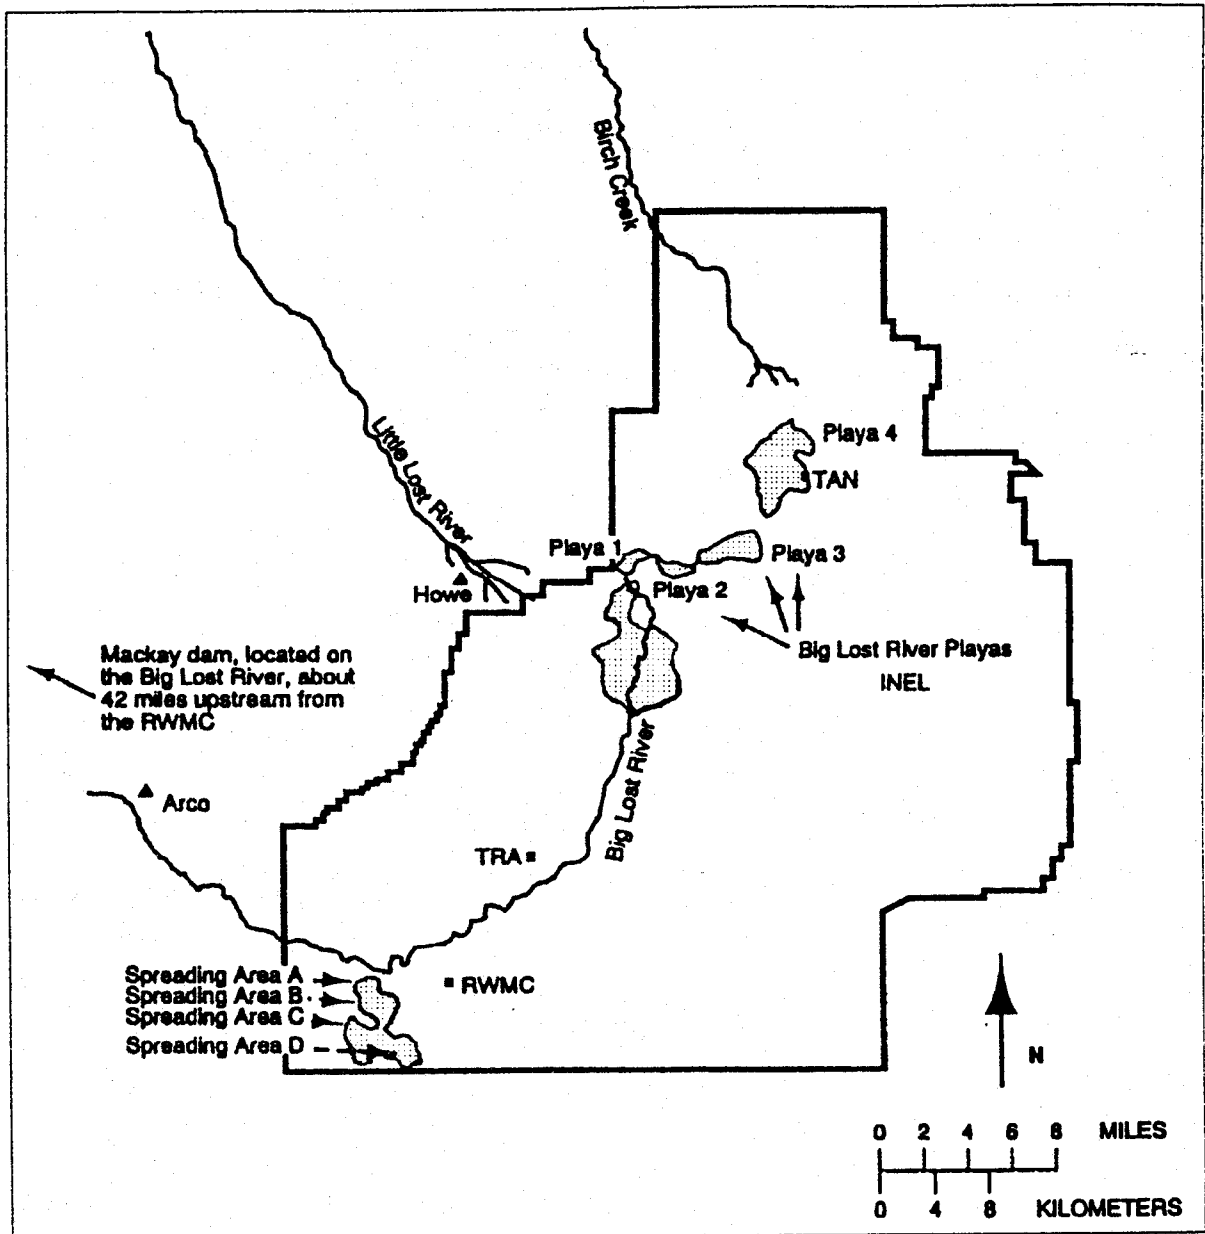 Birch Creek
Little Lost River
Playa 4
TAN
Playa 1
Playa 3
Playa 2
Howe
Big Lost River Playas
INEL
Mackay dam, located on
the Big Lost River, about
42 miles upstream from
the RWMC
Arco
Big Lost River
TRA
Spreading Area A
Spreading Area B
Spreading Area C
Spreading Area D
RWMC
N
0 2 4 6 8 MILES
0 4 8 KILOMETERS